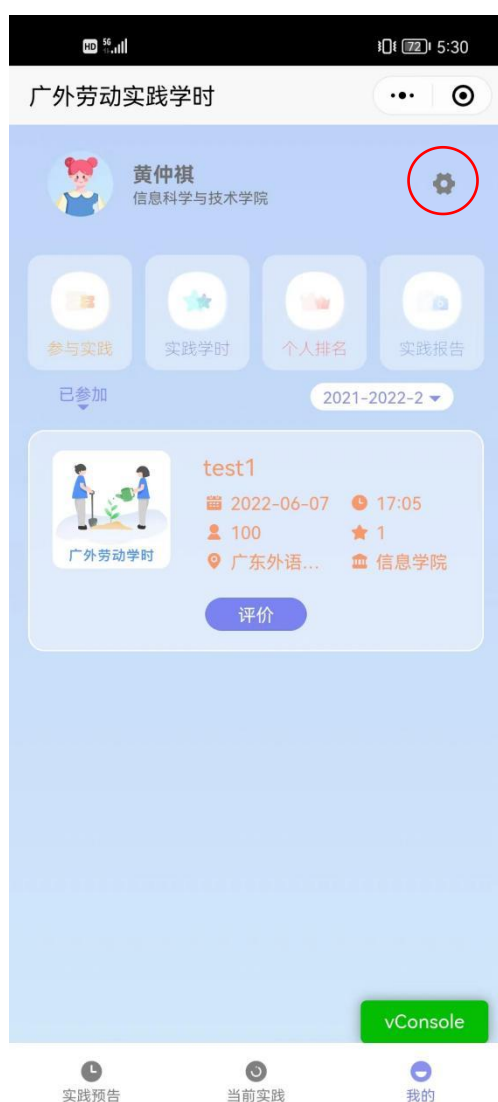 HD 5G 72 5:30
广外劳动实践学时
黄仲祺
信息科学与技术学院
参与实践 实践学时 个人排名 实践报告
已参加 2021-2022-2
test1
2022-06-07 17:05
100 1
广东外语... 信息学院
广外劳动学时
评价
vConsole
实践预告 当前实践 我的